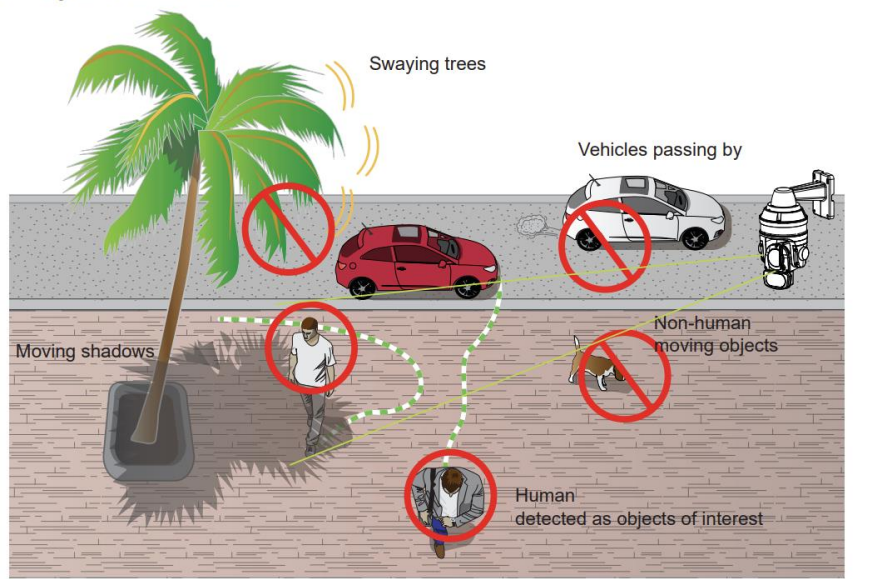 Swaying trees
Vehicles passing by
Non-human
moving objects
Moving shadows
Human
detected as objects of interest